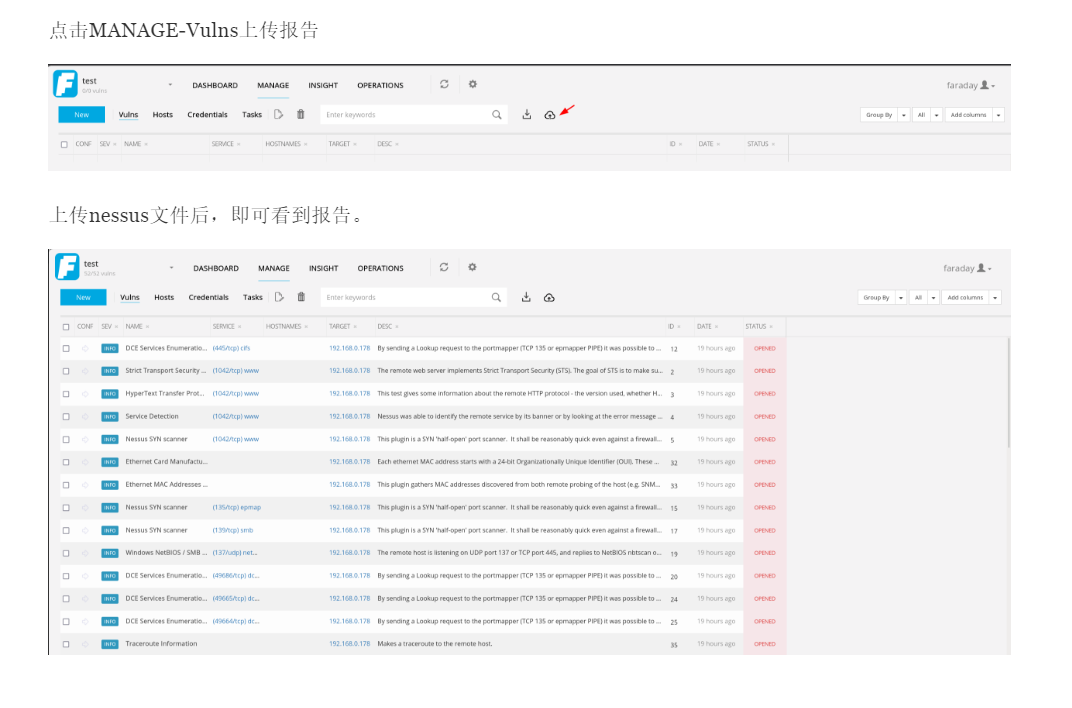 点击MANAGE-Vulns上传报告
test
0/0 vulns
DASHBOARD MANAGE INSIGHT OPERATIONS
faraday
New Vulns Hosts Credentials Tasks Enter keywords Group By All Add columns
CONF SEV NAME SERVICE HOSTNAMES TARGET DESC ID DATE STATUS
上传nessus文件后，即可看到报告。
test
52/52 vulns
DASHBOARD MANAGE INSIGHT OPERATIONS
faraday
New Vulns Hosts Credentials Tasks Enter keywords Group By All Add columns
CONF SEV NAME SERVICE HOSTNAMES TARGET DESC ID DATE STATUS
INFO DCE Services Enumeratio... (445/tcp) cifs 192.168.0.178 By sending a Lookup request to the portmapper (TCP 135 or epmapper PIPE) it was possible to ... 12 19 hours ago OPENED
INFO Strict Transport Security ... (1042/tcp) www 192.168.0.178 The remote web server implements Strict Transport Security (STS). The goal of STS is to make su... 2 19 hours ago OPENED
INFO HyperText Transfer Prot... (1042/tcp) www 192.168.0.178 This test gives some information about the remote HTTP protocol - the version used, whether H... 3 19 hours ago OPENED
INFO Service Detection (1042/tcp) www 192.168.0.178 Nessus was able to identify the remote service by its banner or by looking at the error message ... 4 19 hours ago OPENED
INFO Nessus SYN scanner (1042/tcp) www 192.168.0.178 This plugin is a SYN 'half-open' port scanner. It shall be reasonably quick even against a firewall... 5 19 hours ago OPENED
INFO Ethernet Card Manufactu... 192.168.0.178 Each ethernet MAC address starts with a 24-bit Organizationally Unique Identifier (OUI). These ... 32 19 hours ago OPENED
INFO Ethernet MAC Addresses ... 192.168.0.178 This plugin gathers MAC addresses discovered from both remote probing of the host (e.g. SNM... 33 19 hours ago OPENED
INFO Nessus SYN scanner (135/tcp) epmap 192.168.0.178 This plugin is a SYN 'half-open' port scanner. It shall be reasonably quick even against a firewall... 15 19 hours ago OPENED
INFO Nessus SYN scanner (139/tcp) smb 192.168.0.178 This plugin is a SYN 'half-open' port scanner. It shall be reasonably quick even against a firewall... 17 19 hours ago OPENED
INFO Windows NetBIOS / SMB ... (137/udp) net... 192.168.0.178 The remote host is listening on UDP port 137 or TCP port 445, and replies to NetBIOS nbtscan o... 19 19 hours ago OPENED
INFO DCE Services Enumeratio... (49686/tcp) dc... 192.168.0.178 By sending a Lookup request to the portmapper (TCP 135 or epmapper PIPE) it was possible to ... 20 19 hours ago OPENED
INFO DCE Services Enumeratio... (49665/tcp) dc... 192.168.0.178 By sending a Lookup request to the portmapper (TCP 135 or epmapper PIPE) it was possible to ... 24 19 hours ago OPENED
INFO DCE Services Enumeratio... (49664/tcp) dc... 192.168.0.178 By sending a Lookup request to the portmapper (TCP 135 or epmapper PIPE) it was possible to ... 25 19 hours ago OPENED
INFO Traceroute Information 192.168.0.178 Makes a traceroute to the remote host. 35 19 hours ago OPENED